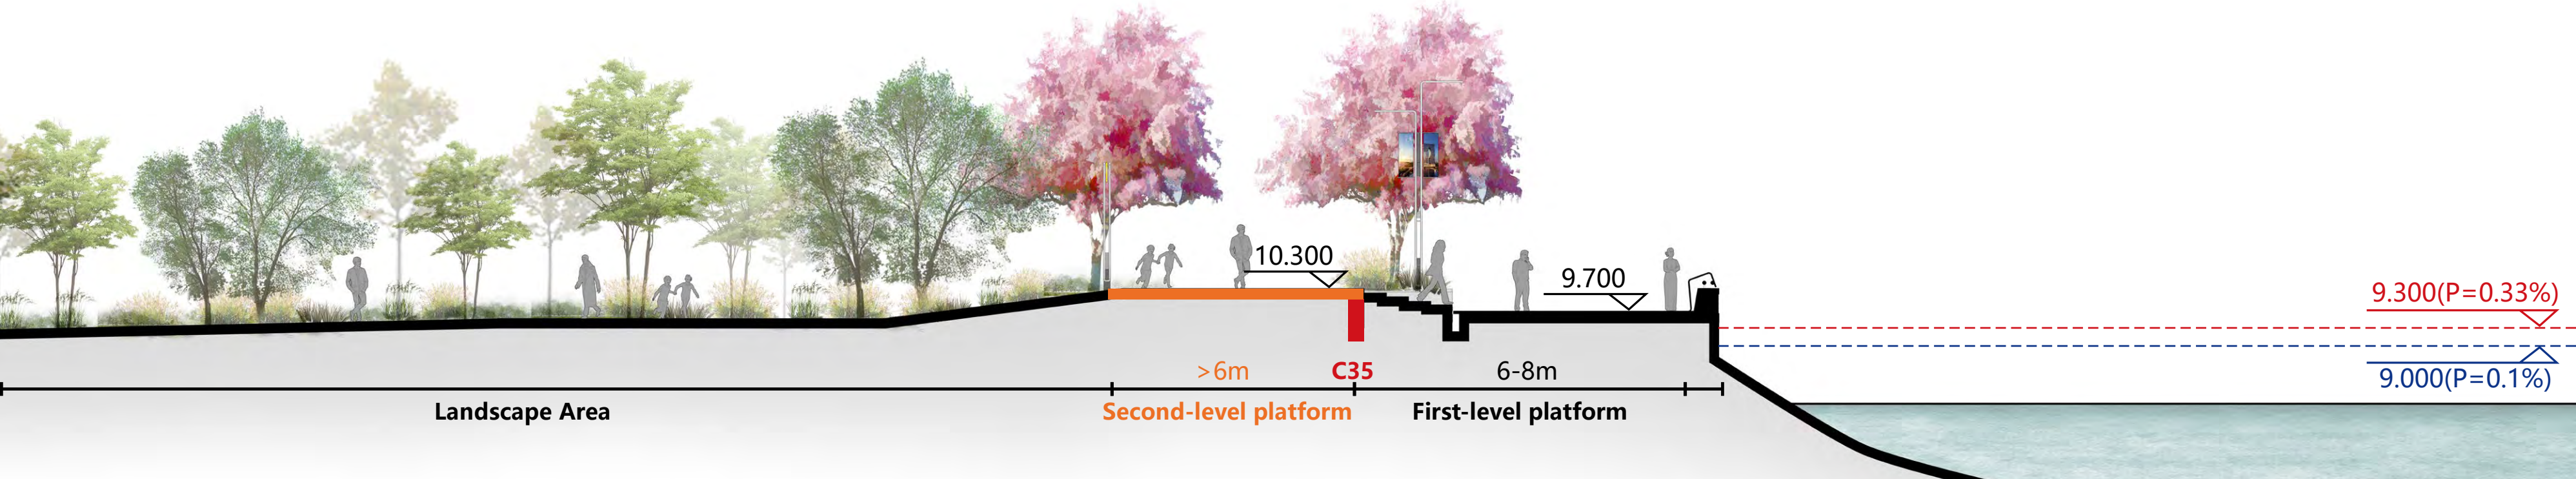 10.300
9.700
9.300(P=0.33%)
9.000(P=0.1%)
>6m
C35
6-8m
Landscape Area
Second-level platform
First-level platform